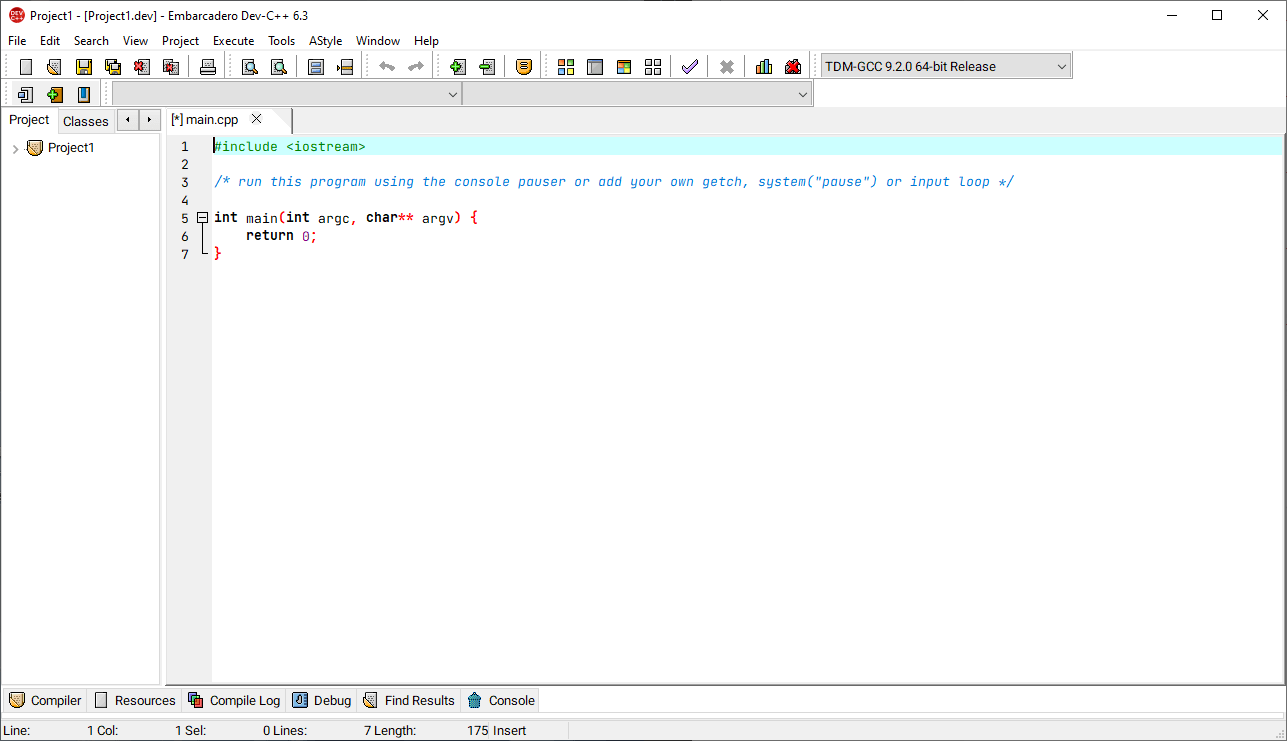 Project1 - [Project1.dev] - Embarcadero Dev-C++ 6.3
File Edit Search View Project Execute Tools AStyle Window Help
TDM-GCC 9.2.0 64-bit Release
Project Classes [*] main.cpp
Project1
1 #include <iostream>
2
3 /* run this program using the console pauser or add your own getch, system("pause") or input loop */
4
5 int main(int argc, char** argv) {
6 return 0;
7 }
Compiler Resources Compile Log Debug Find Results Console
Line: 1 Col: 1 Sel: 0 Lines: 7 Length: 175 Insert